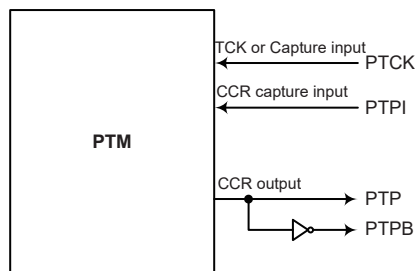 TCK or Capture input
PTCK
CCR capture input
PTPI
PTM
CCR output
PTP
PTPB